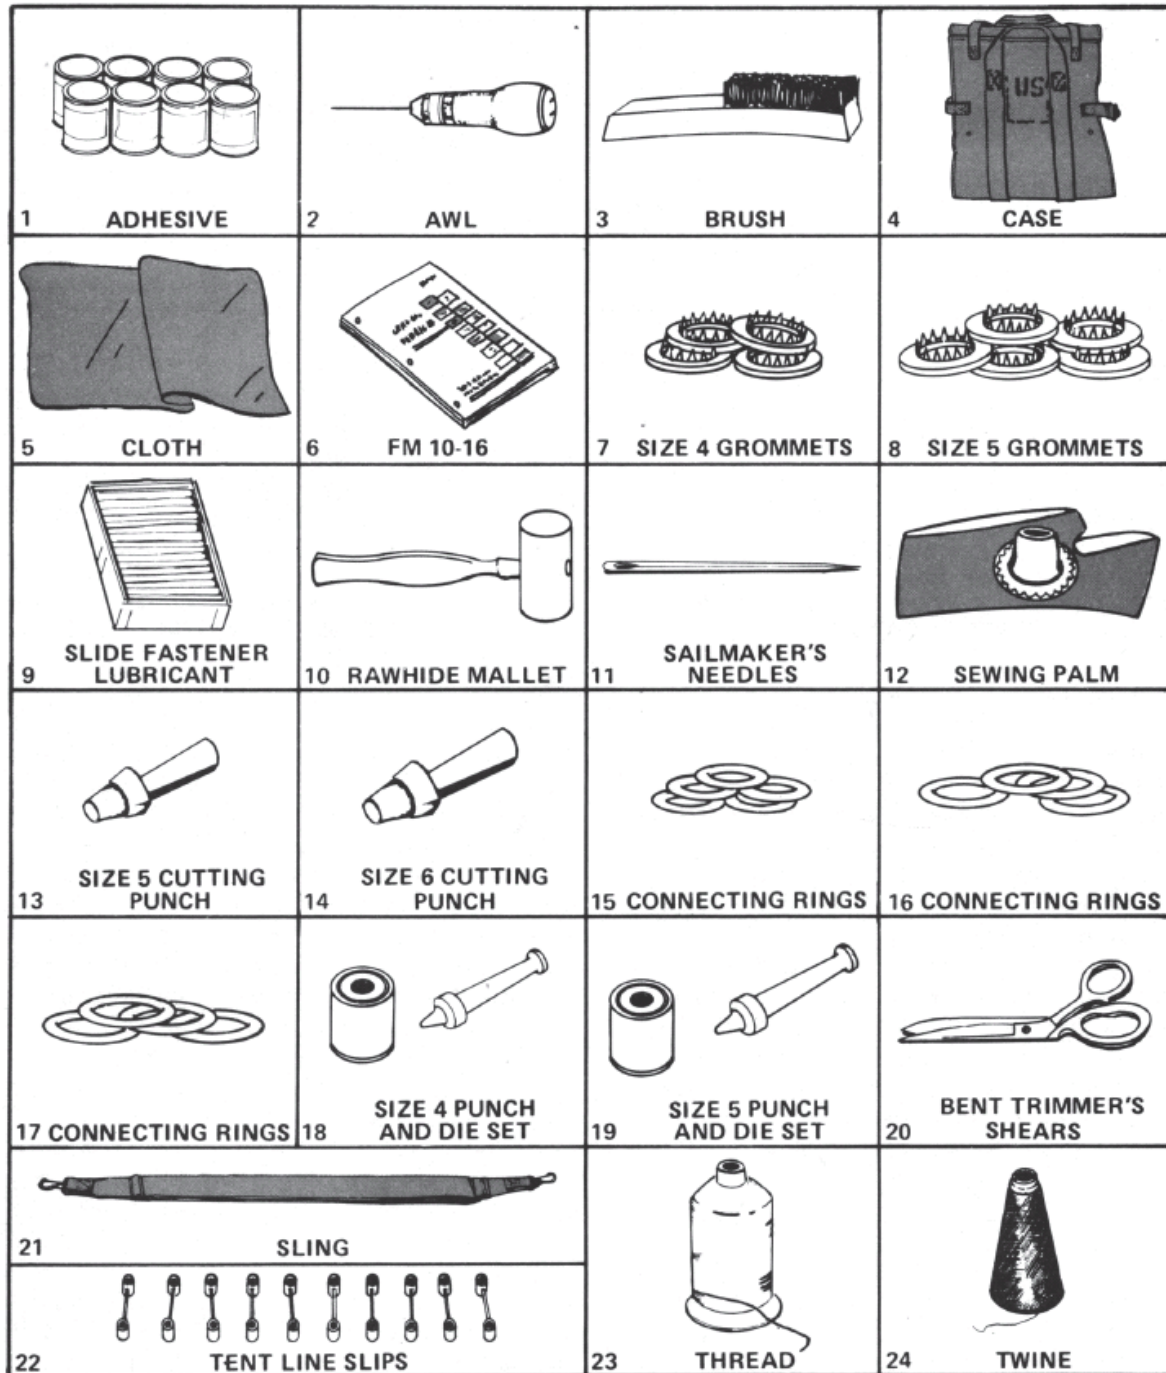 US
1 ADHESIVE
2 AWL
3 BRUSH
4 CASE
5 CLOTH
6 FM 10-16
7 SIZE 4 GROMMETS
8 SIZE 5 GROMMETS
9 SLIDE FASTENER
LUBRICANT
10 RAWHIDE MALLET
11 SAILMAKER'S
NEEDLES
12 SEWING PALM
13 SIZE 5 CUTTING
PUNCH
14 SIZE 6 CUTTING
PUNCH
15 CONNECTING RINGS
16 CONNECTING RINGS
17 CONNECTING RINGS
18 SIZE 4 PUNCH
AND DIE SET
19 SIZE 5 PUNCH
AND DIE SET
20 BENT TRIMMER'S
SHEARS
21 SLING
22 TENT LINE SLIPS
23 THREAD
24 TWINE